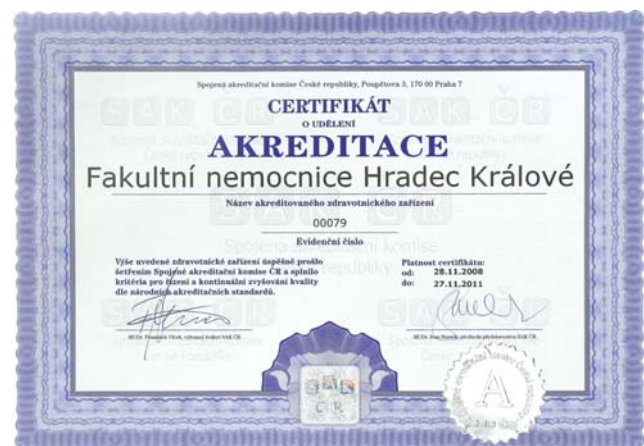 Spojená akreditační komise České republiky, Poupětova 3, 170 00 Praha 7
CERTIFIKÁT
O UDĚLENÍ
AKREDITACE
Fakultní nemocnice Hradec Králové
Název akreditovaného zdravotnického zařízení
00079
Evidenční číslo
Výše uvedené zdravotnické zařízení úspěšně prošlo
šetřením Spojené akreditační komise ČR a splnilo
kritéria pro řízení a kontinuální zvyšování kvality
dle národních akreditačních standardů.
Platnost certifikátu:
od: 28.11.2008
do: 27.11.2011
SAK
ČR
A